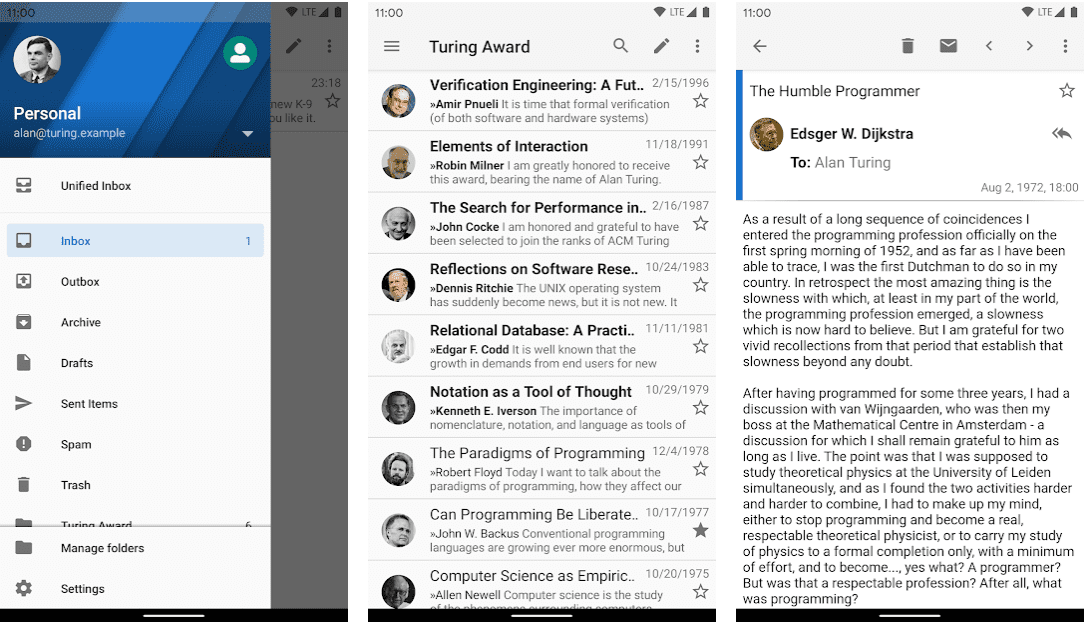 11:00
LTE
23:18
new K-9
ou like it.
Personal
alan@turing.example
Unified Inbox
Inbox 1
Outbox
Archive
Drafts
Sent Items
Spam
Trash
Turing Award 6
Manage folders
Settings
11:00 LTE
Turing Award
Verification Engineering: A Fut.. 2/15/1996
»Amir Pnueli It is time that formal verification
(of both software and hardware systems)
Elements of Interaction 11/18/1991
»Robin Milner I am greatly honored to receive
this award, bearing the name of Alan Turing.
The Search for Performance in.. 2/16/1987
»John Cocke I am honored and grateful to have
been selected to join the ranks of ACM Turing
Reflections on Software Rese.. 10/24/1983
»Dennis Ritchie The UNIX operating system
has suddenly become news, but it is not new. It
Relational Database: A Practi.. 11/11/1981
»Edgar F. Codd It is well known that the
growth in demands from end users for new
Notation as a Tool of Thought 10/29/1979
»Kenneth E. Iverson The importance of
nomenclature, notation, and language as tools of
The Paradigms of Programming 12/4/1978
»Robert Floyd Today I want to talk about the
paradigms of programming, how they affect our
Can Programming Be Liberate.. 10/17/1977
»John W. Backus Conventional programming
languages are growing ever more enormous, but
Computer Science as Empiric.. 10/20/1975
»Allen Newell Computer science is the study
of the phenomena surrounding computers
11:00 LTE
The Humble Programmer
Edsger W. Dijkstra
To: Alan Turing
Aug 2, 1972, 18:00
As a result of a long sequence of coincidences I
entered the programming profession officially on the
first spring morning of 1952, and as far as I have been
able to trace, I was the first Dutchman to do so in my
country. In retrospect the most amazing thing is the
slowness with which, at least in my part of the world,
the programming profession emerged, a slowness
which is now hard to believe. But I am grateful for two
vivid recollections from that period that establish that
slowness beyond any doubt.
After having programmed for some three years, I had a
discussion with van Wijngaarden, who was then my
boss at the Mathematical Centre in Amsterdam - a
discussion for which I shall remain grateful to him as
long as I live. The point was that I was supposed to
study theoretical physics at the University of Leiden
simultaneously, and as I found the two activities harder
and harder to combine, I had to make up my mind,
either to stop programming and become a real,
respectable theoretical physicist, or to carry my study
of physics to a formal completion only, with a minimum
of effort, and to become..., yes what? A programmer?
But was that a respectable profession? After all, what
was programming?